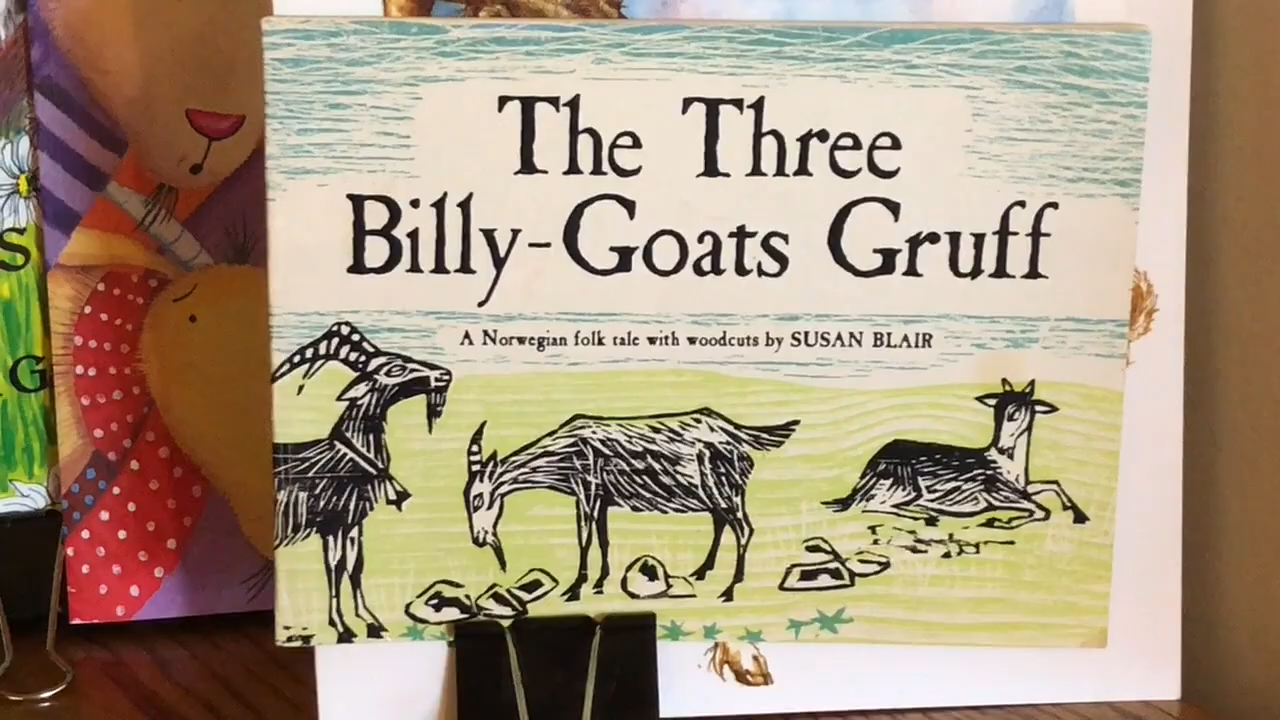 The Three
Billy-Goats Gruff
A Norwegian folk tale with woodcuts by SUSAN BLAIR
S
G